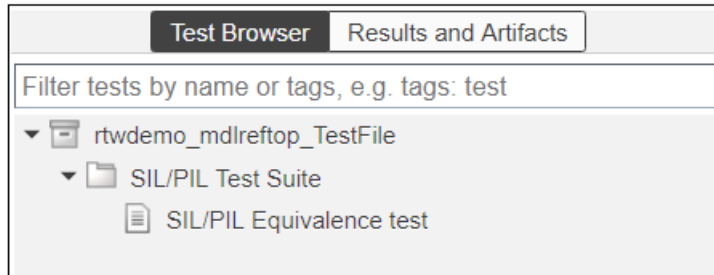 Test Browser Results and Artifacts
Filter tests by name or tags, e.g. tags: test
rtwdemo_mdlreftop_TestFile
SIL/PIL Test Suite
SIL/PIL Equivalence test